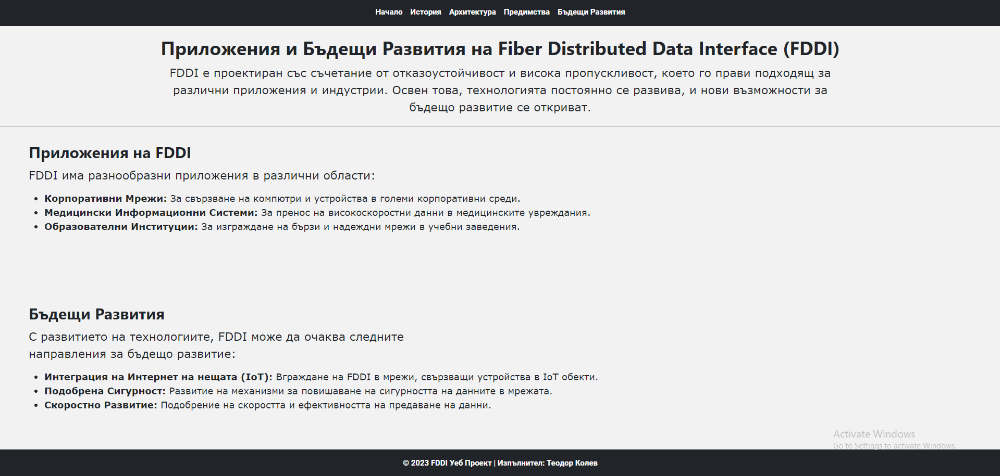 Начало История Архитектура Предимства Бъдещи Развития
Приложения и Бъдещи Развития на Fiber Distributed Data Interface (FDDI)
FDDI е проектиран със съчетание от отказоустойчивост и висока пропускливост, което го прави подходящ за
различни приложения и индустрии. Освен това, технологията постоянно се развива, и нови възможности за
бъдещо развитие се откриват.
Приложения на FDDI
FDDI има разнообразни приложения в различни области:
• Корпоративни Мрежи: За свързване на компютри и устройства в големи корпоративни среди.
• Медицински Информационни Системи: За пренос на високоскоростни данни в медицинските увреждания.
• Образователни Институции: За изграждане на бързи и надеждни мрежи в учебни заведения.
Бъдещи Развития
С развитието на технологиите, FDDI може да очаква следните
направления за бъдещо развитие:
• Интеграция на Интернет на нещата (IoT): Вграждане на FDDI в мрежи, свързващи устройства в IoT обекти.
• Подобрена Сигурност: Развитие на механизми за повишаване на сигурността на данните в мрежата.
• Скоростно Развитие: Подобрение на скоростта и ефективността на предаване на данни.
Activate Windows
Go to Settings to activate Windows.
© 2023 FDDI Уеб Проект | Изпълнител: Теодор Колев